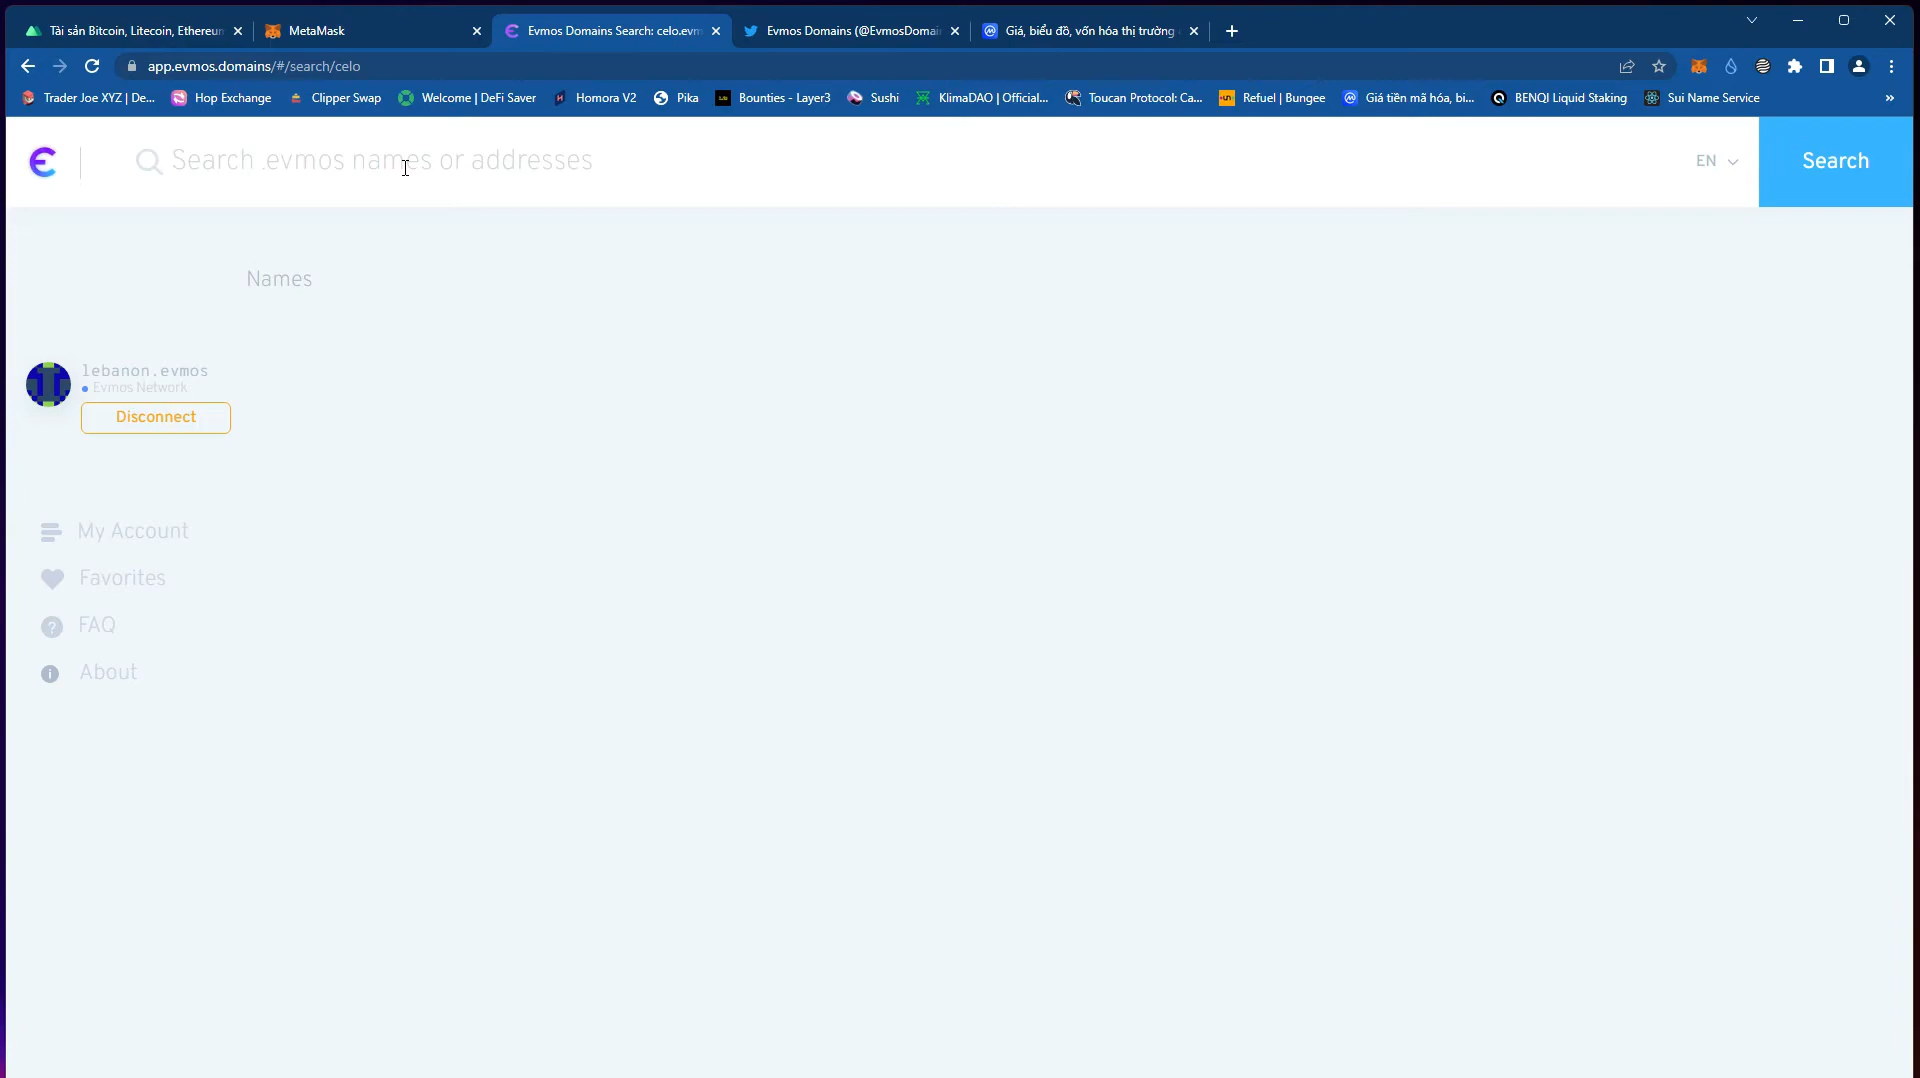 Tài sản Bitcoin, Litecoin, Ethereun
MetaMask
Evmos Domains Search: celo.evm
Evmos Domains (@EvmosDomai
Giá, biểu đồ, vốn hóa thị trường
app.evmos.domains/#/search/celo
Trader Joe XYZ | De...
Hop Exchange
Clipper Swap
Welcome | DeFi Saver
Homora V2
Pika
Bounties - Layer3
Sushi
KlimaDAO | Official...
Toucan Protocol: Ca...
Refuel | Bungee
Giá tiền mã hóa, bi...
BENQI Liquid Staking
Sui Name Service
»
Search .evmos names or addresses
EN
Search
Names
lebanon.evmos
Evmos Network
Disconnect
My Account
Favorites
FAQ
About